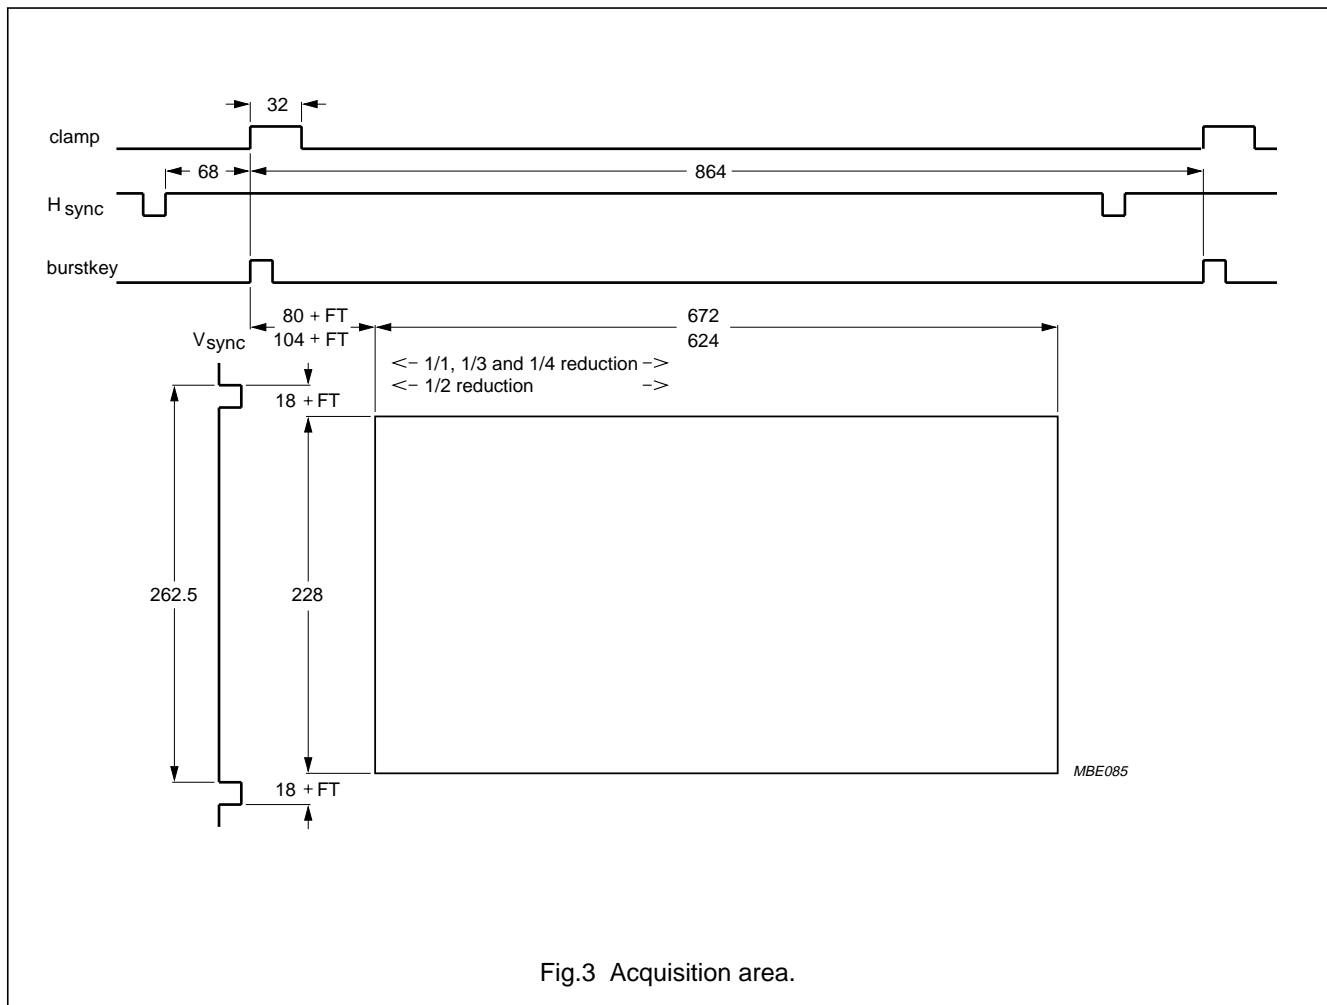 32
clamp
68
864
H sync
burstkey
80 + FT
672
Vsync
104 + FT
624
<- 1/1, 1/3 and 1/4 reduction ->
<- 1/2 reduction ->
18 + FT
262.5
228
MBE085
18 + FT
Fig.3 Acquisition area.